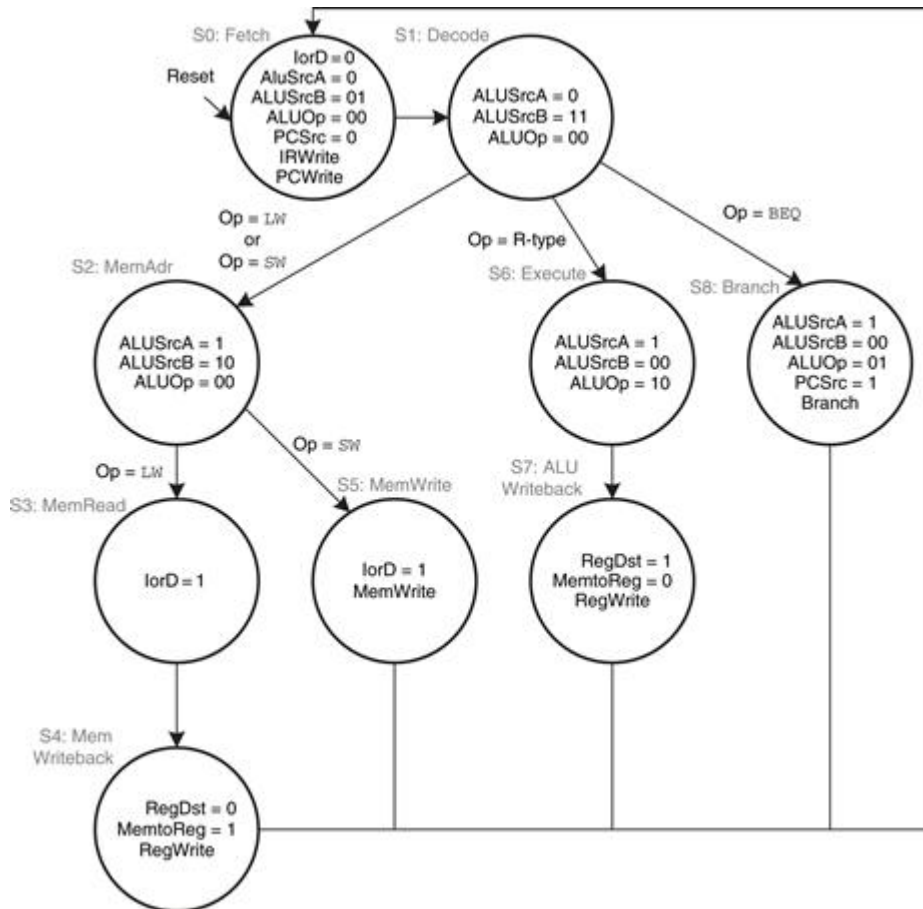 S0: Fetch
S1: Decode
Reset
IorD = 0
AluSrcA = 0
ALUSrcB = 01
ALUOp = 00
PCSrc = 0
IRWrite
PCWrite
ALUSrcA = 0
ALUSrcB = 11
ALUOp = 00
Op = LW
or
Op = SW
Op = R-type
Op = BEQ
S2: MemAdr
S6: Execute
S8: Branch
ALUSrcA = 1
ALUSrcB = 10
ALUOp = 00
ALUSrcA = 1
ALUSrcB = 00
ALUOp = 10
ALUSrcA = 1
ALUSrcB = 00
ALUOp = 01
PCSrc = 1
Branch
Op = LW
Op = SW
S3: MemRead
S5: MemWrite
S7: ALU
Writeback
IorD = 1
IorD = 1
MemWrite
RegDst = 1
MemtoReg = 0
RegWrite
S4: Mem
Writeback
RegDst = 0
MemtoReg = 1
RegWrite